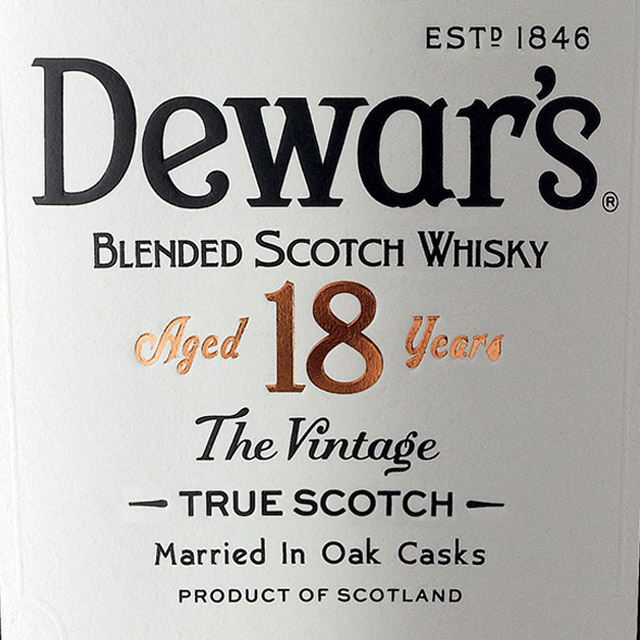 ESTD 1846
Dewar's®
BLENDED SCOTCH WHISKY
Aged 18 Years
The Vintage
TRUE SCOTCH
Married In Oak Casks
PRODUCT OF SCOTLAND